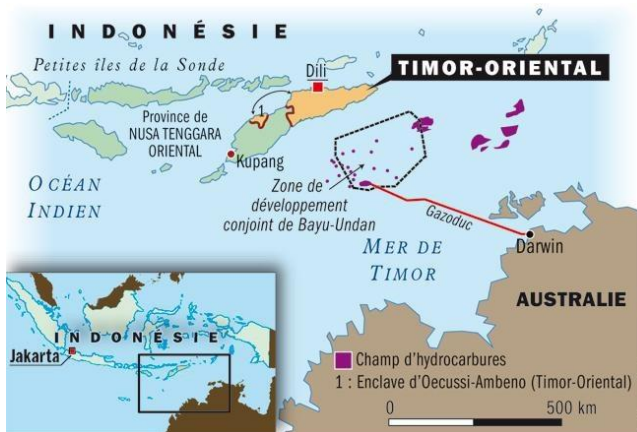 INDONÉSIE
Petites îles de la Sonde
Dili
TIMOR-ORIENTAL
1
Province de
NUSA TENGGARA
ORIENTAL
Kupang
OCÉAN
INDIEN
Zone de
développement
conjoint de Bayu-Undan
Gazoduc
Darwin
MER DE
TIMOR
AUSTRALIE
INDONÉSIE
Jakarta
Champ d'hydrocarbures
1 : Enclave d'Oecussi-Ambeno (Timor-Oriental)
0 500 km